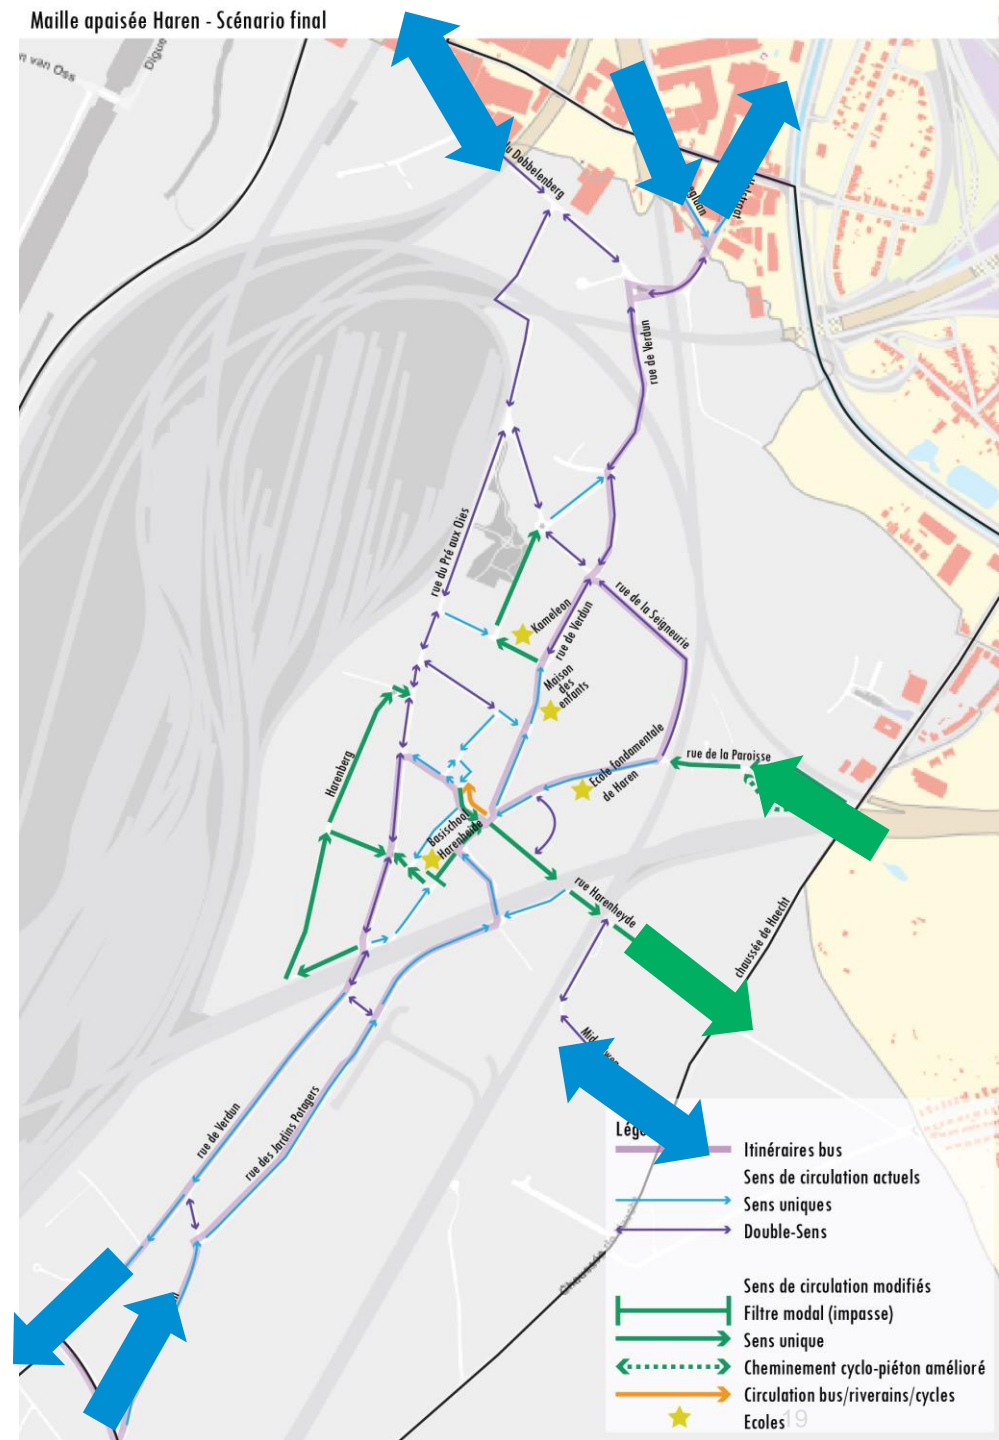 Maille apaisée Haren - Scénario final
n van Oss
Digue
u Dobbelenberg
rue de Verdun
rue du Pré aux Oies
rue de la Seigneurie
Kameleon
rue de Verdun
Maison
des
enfants
Harenberg
rue de la Paroisse
Ecole fondamentale
de Haren
Basischool
Harenheide
rue Harenheyde
chaussée de Haecht
rue de Verdun
rue des Jardins Potagers
Itinéraires bus
Sens de circulation actuels
Sens uniques
Double-Sens
Sens de circulation modifiés
Filtre modal (impasse)
Sens unique
Cheminement cyclo-piéton amélioré
Circulation bus/riverains/cycles
Ecoles
19